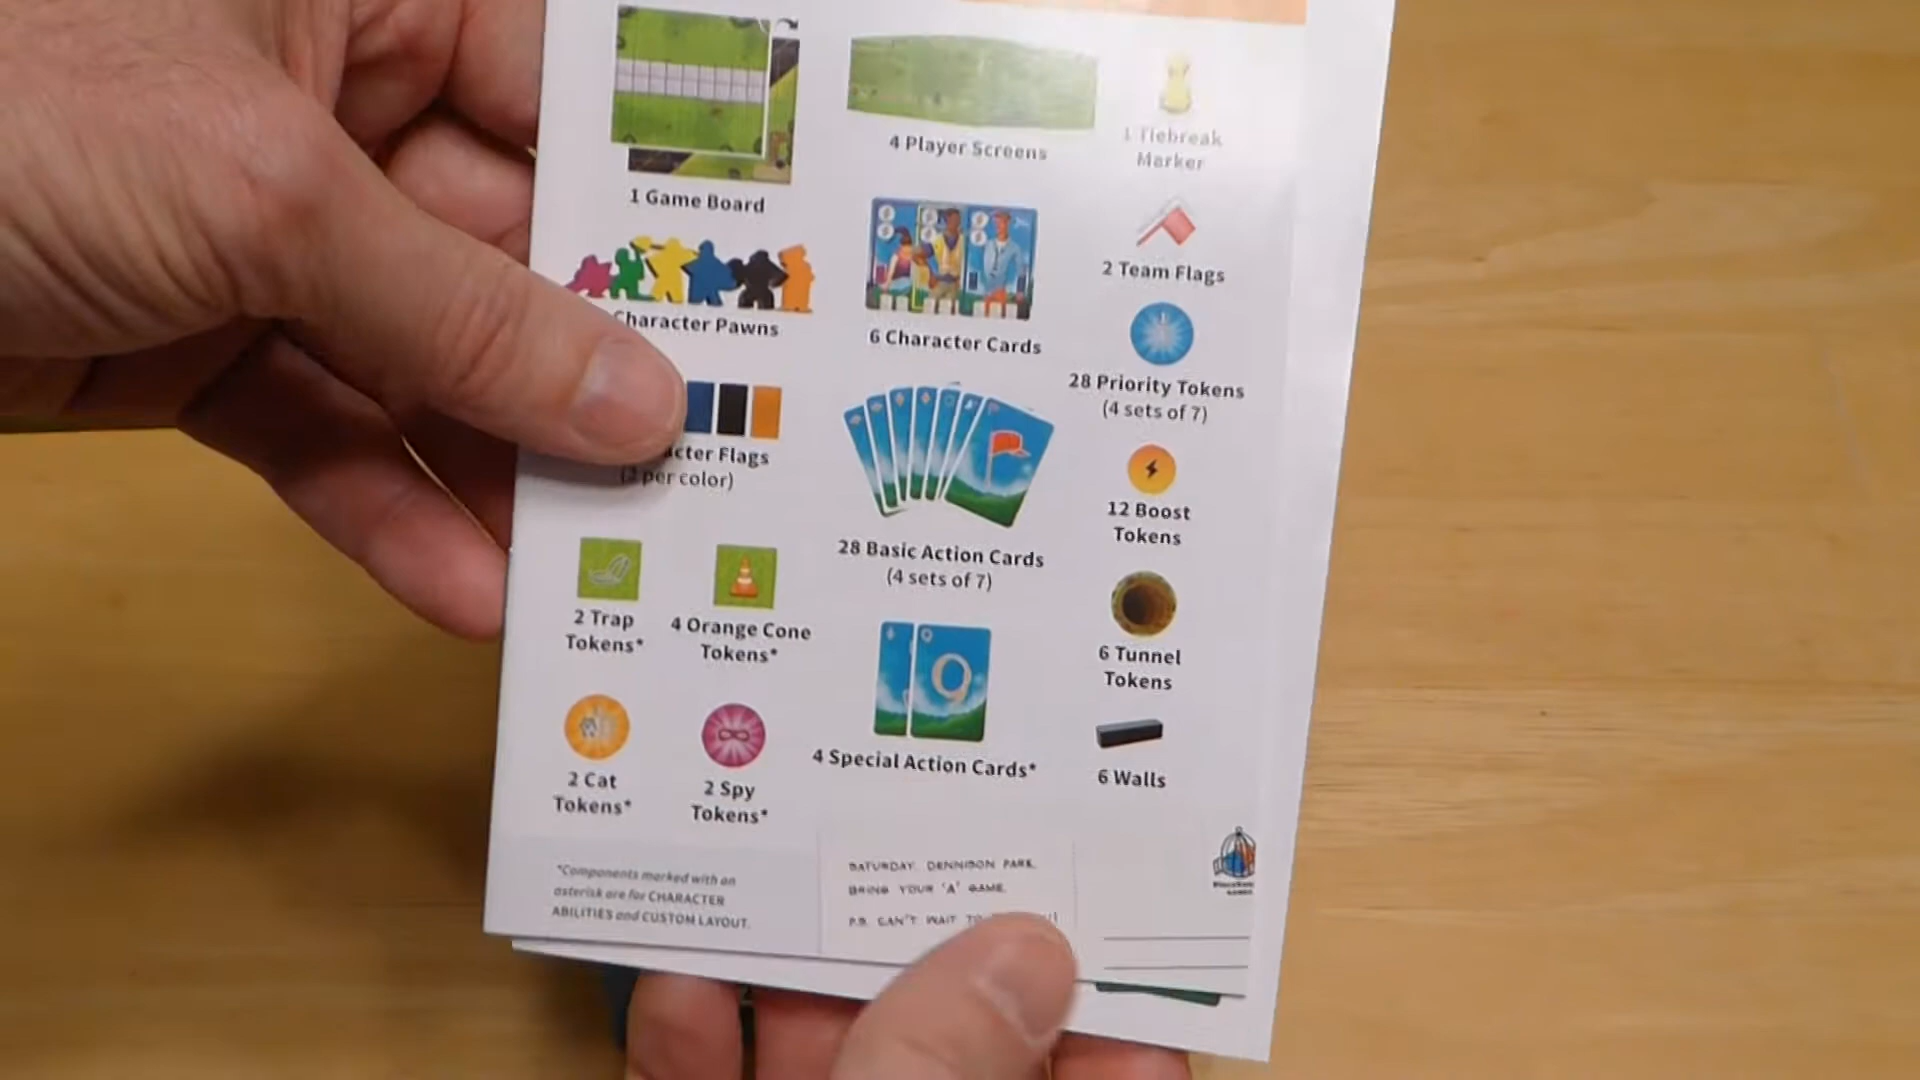 1 Game Board
4 Player Screens
1 Tiebreak
Marker
Character Pawns
6 Character Cards
2 Team Flags
28 Priority Tokens
(4 sets of 7)
Flags
per color)
28 Basic Action Cards
(4 sets of 7)
12 Boost
Tokens
2 Trap
Tokens*
4 Orange Cone
Tokens*
9
6 Tunnel
Tokens
2 Cat
Tokens*
2 Spy
Tokens*
4 Special Action Cards*
6 Walls
*Components marked with an
asterisk are for CHARACTER
ABILITIES and CUSTOM LAYOUT.
SATURDAY. DENNISON PARK.
BRING YOUR 'A' GAME.
P.S. CAN'T WAIT TO